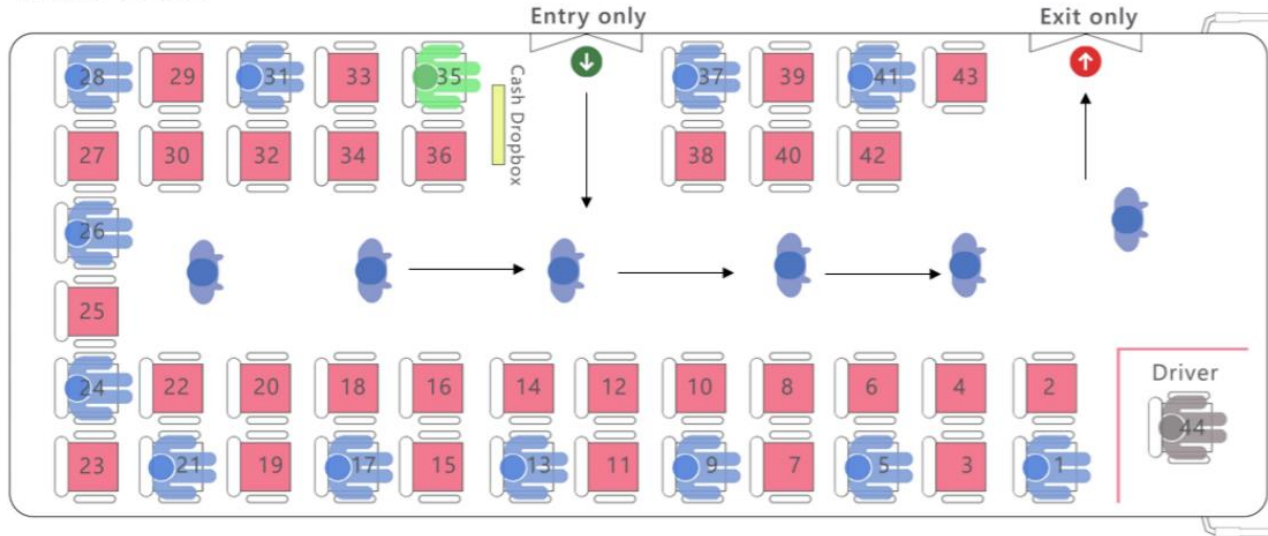 Entry only Exit only
28 29 31 33 35 37 39 41 43
Cash Dropbox
27 30 32 34 36 38 40 42
26
25
24 22 20 18 16 14 12 10 8 6 4 2
Driver
44
23 21 19 17 15 13 11 9 7 5 3 1